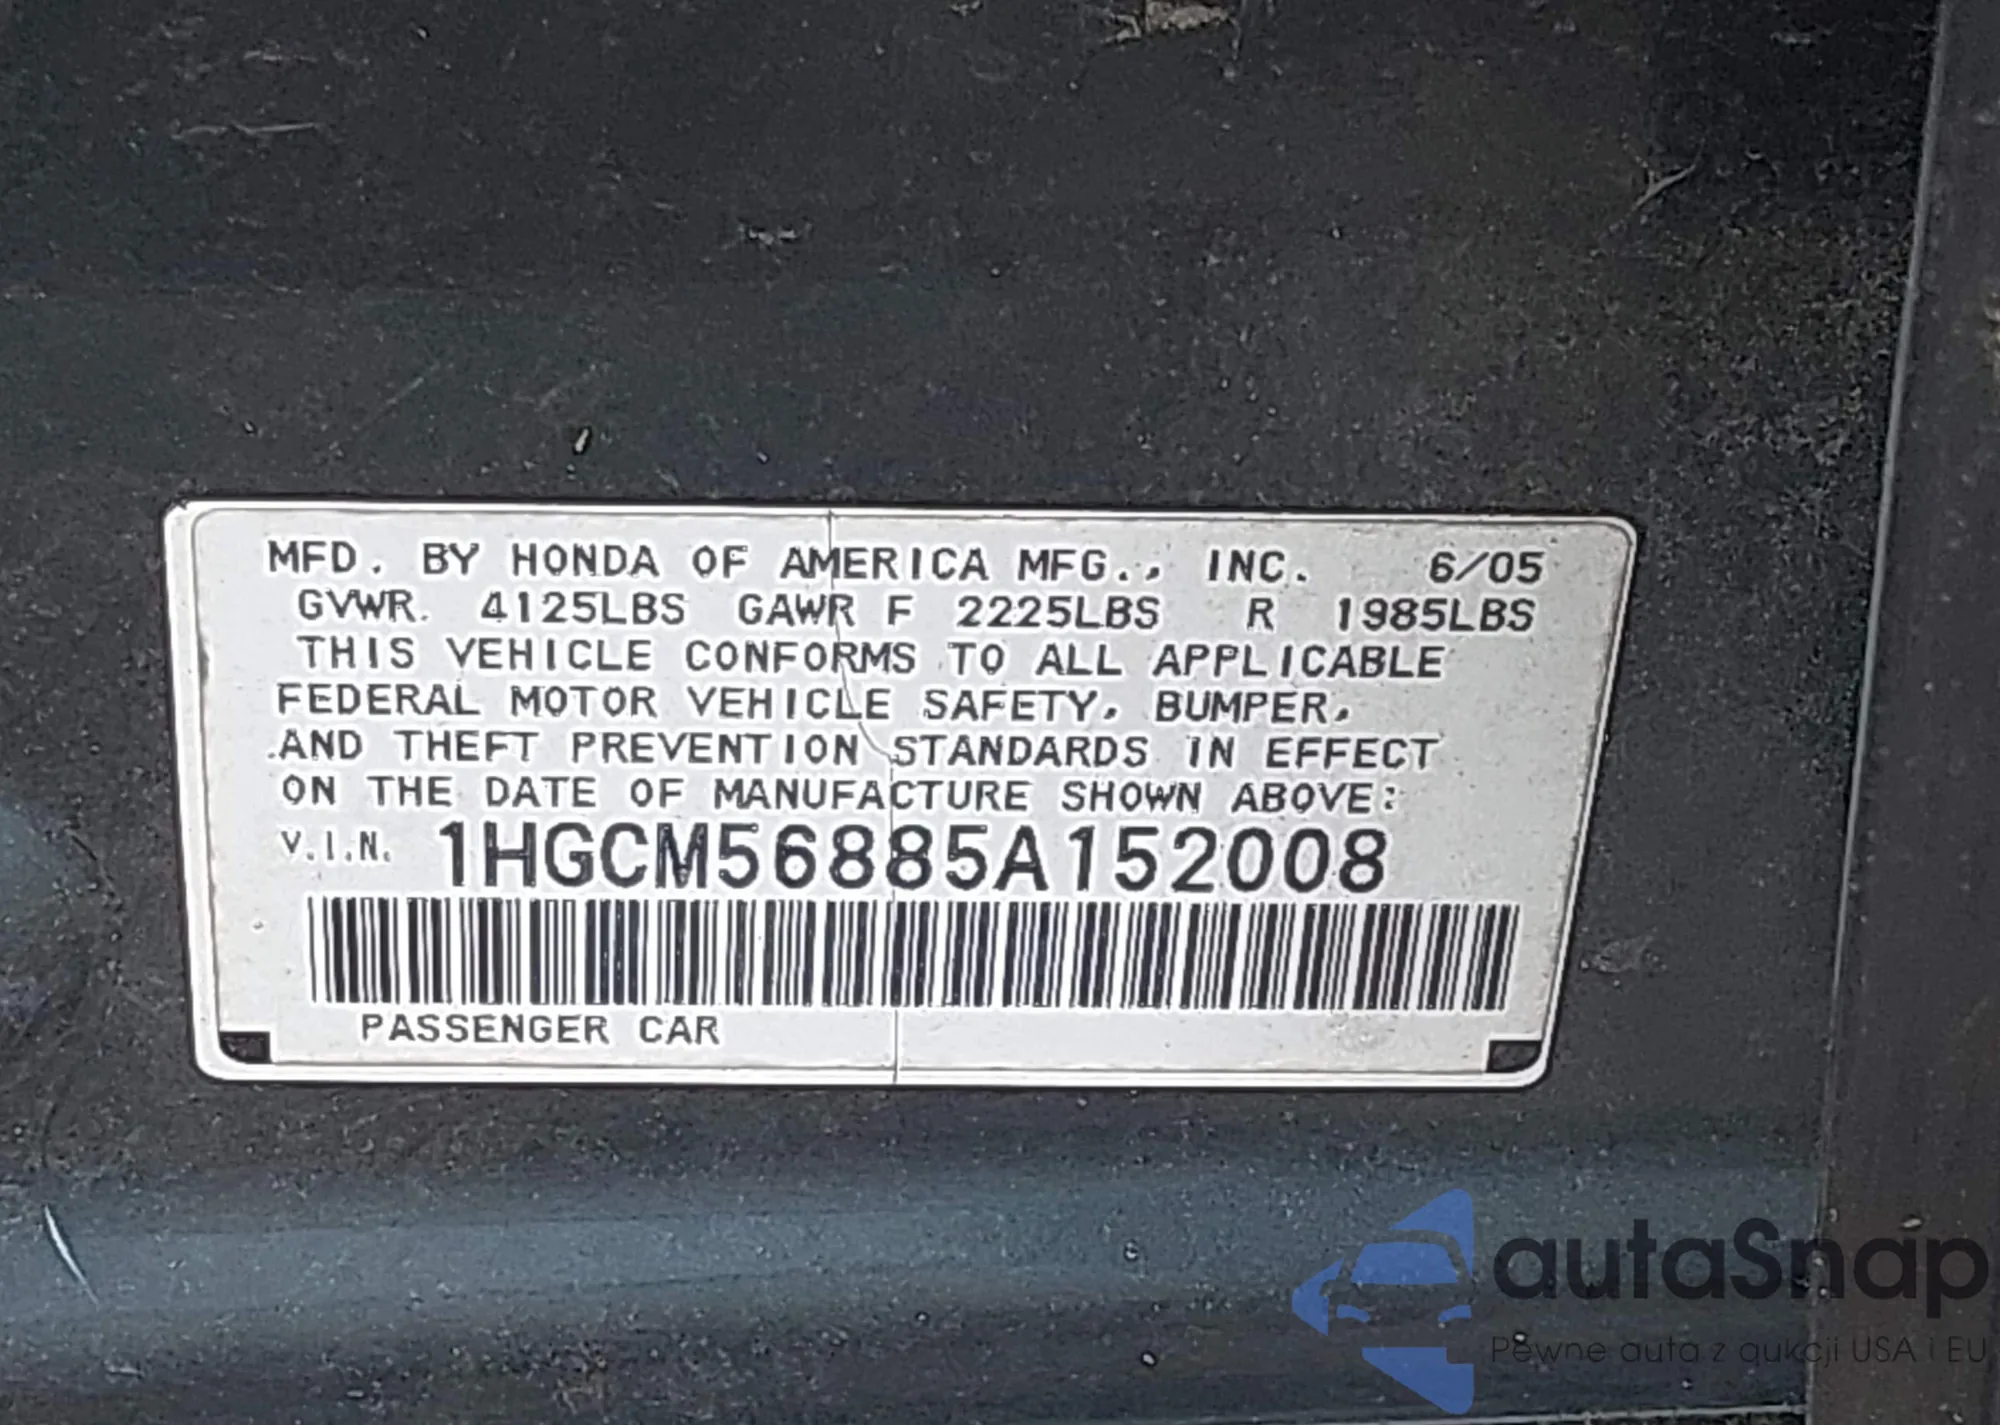 MFD. BY HONDA OF AMERICA MFG., INC. 6/05
GVWR. 4125LBS GAWR F 2225LBS R 1985LBS
THIS VEHICLE CONFORMS TO ALL APPLICABLE
FEDERAL MOTOR VEHICLE SAFETY, BUMPER,
AND THEFT PREVENTION STANDARDS IN EFFECT
ON THE DATE OF MANUFACTURE SHOWN ABOVE:
V.I.N. 1HGCM56885A152008
PASSENGER CAR
autaSnap
Pewne auta z aukcji USA i EU